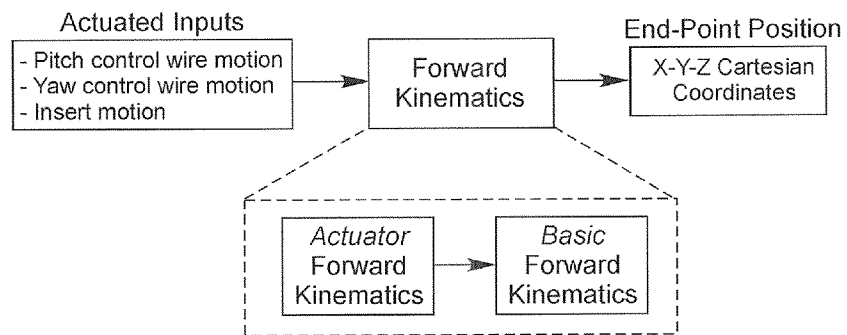 Actuated Inputs
- Pitch control wire motion
- Yaw control wire motion
- Insert motion
Forward
Kinematics
End-Point Position
X-Y-Z Cartesian
Coordinates
Actuator
Forward
Kinematics
Basic
Forward
Kinematics